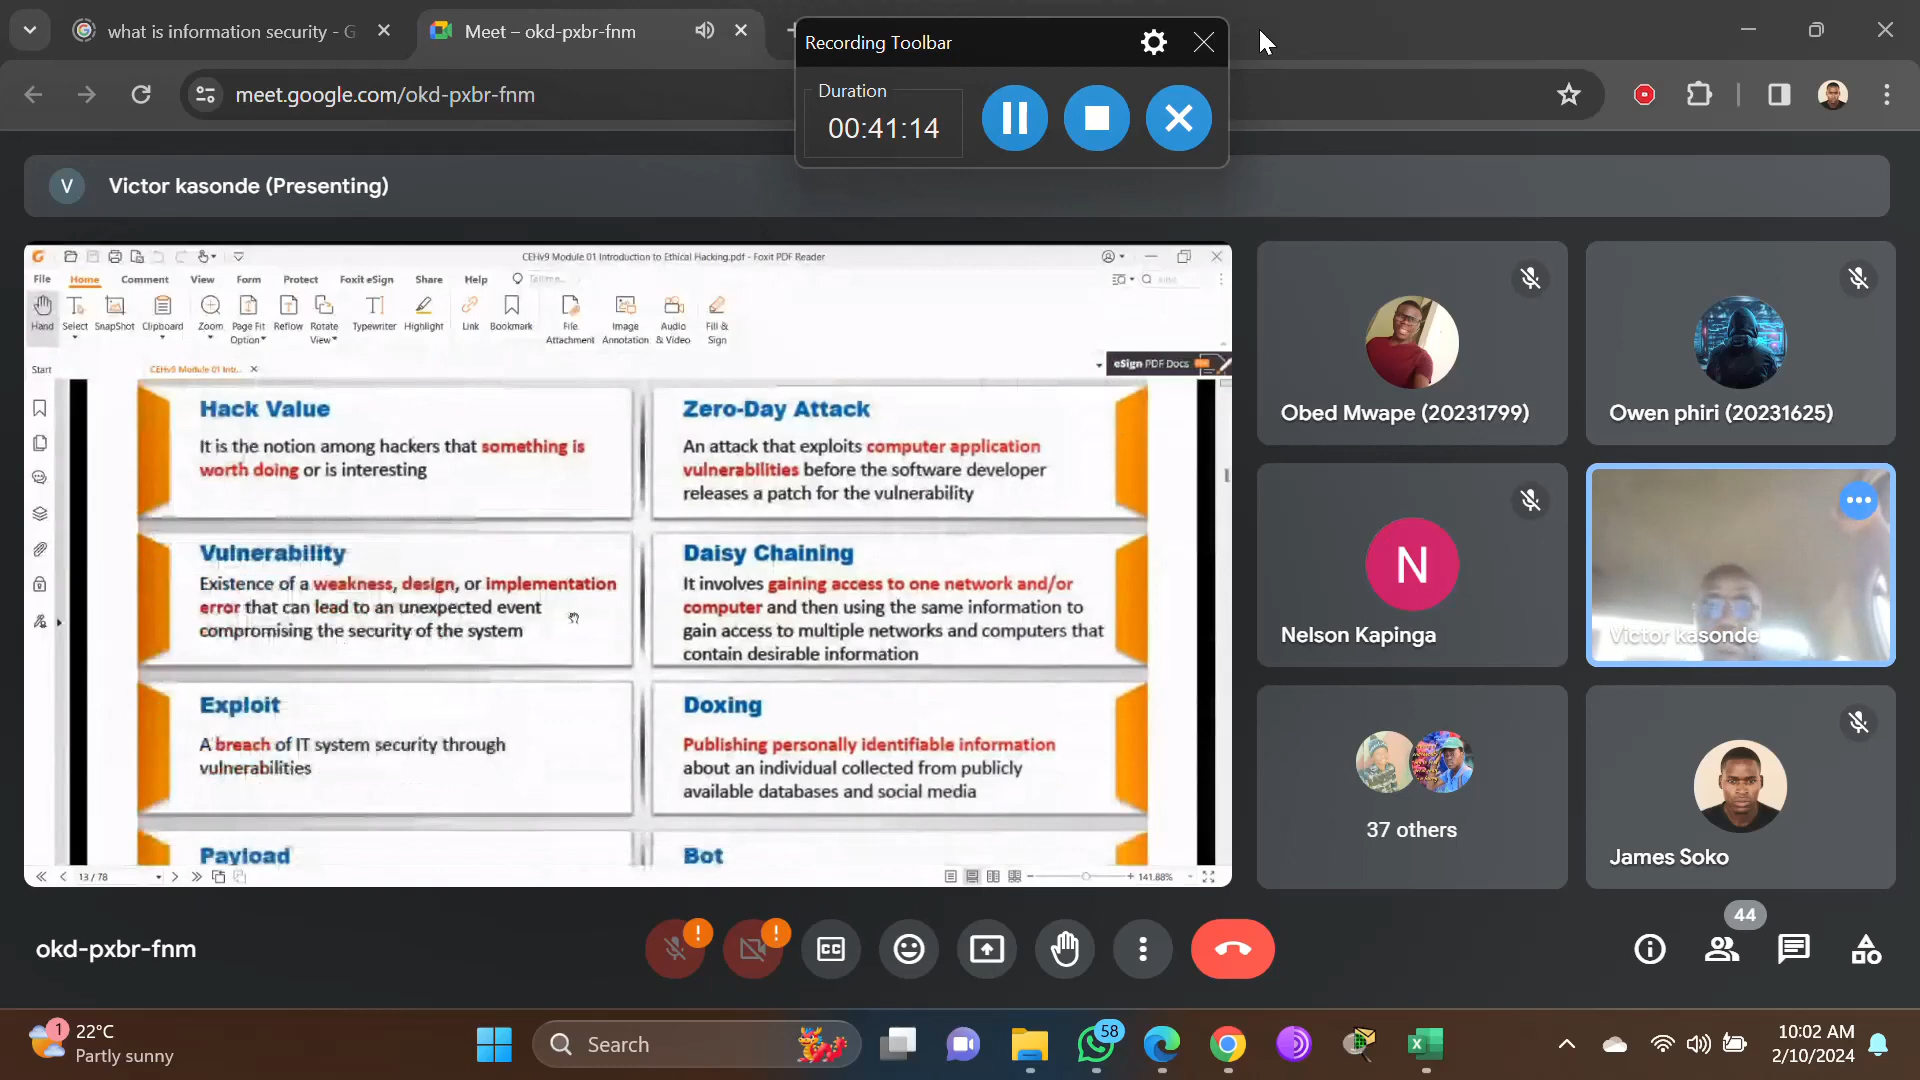 what is information security - G
Meet – okd-pxbr-fnm
Recording Toolbar
meet.google.com/okd-pxbr-fnm
Duration
00:41:14
V
Victor kasonde (Presenting)
CEHv9 Module 01 Introduction to Ethical Hacking.pdf - Foxit PDF Reader
File
Home
Comment
View
Form
Protect
Foxit eSign
Share
Help
Hand
Select
SnapShot
Clipboard
Zoom
Page Fit
Option
Reflow
Rotate
View
Typewriter
Highlight
Link
Bookmark
File
Attachment
Image
Annotation
Audio
& Video
Fill &
Sign
Start
CEHv9 Module 01 Intr...
eSign PDF Docs
Hack Value
It is the notion among hackers that something is
worth doing or is interesting
Zero-Day Attack
An attack that exploits computer application
vulnerabilities before the software developer
releases a patch for the vulnerability
Vulnerability
Existence of a weakness, design, or implementation
error that can lead to an unexpected event
compromising the security of the system
Daisy Chaining
It involves gaining access to one network and/or
computer and then using the same information to
gain access to multiple networks and computers that
contain desirable information
Exploit
A breach of IT system security through
vulnerabilities
Doxing
Publishing personally identifiable information
about an individual collected from publicly
available databases and social media
Payload
Bot
13 / 78
141.88%
Obed Mwape (20231799)
Owen phiri (20231625)
N
Nelson Kapinga
Victor kasonde
37 others
James Soko
okd-pxbr-fnm
CC
44
1
22°C
Partly sunny
Search
58
10:02 AM
2/10/2024